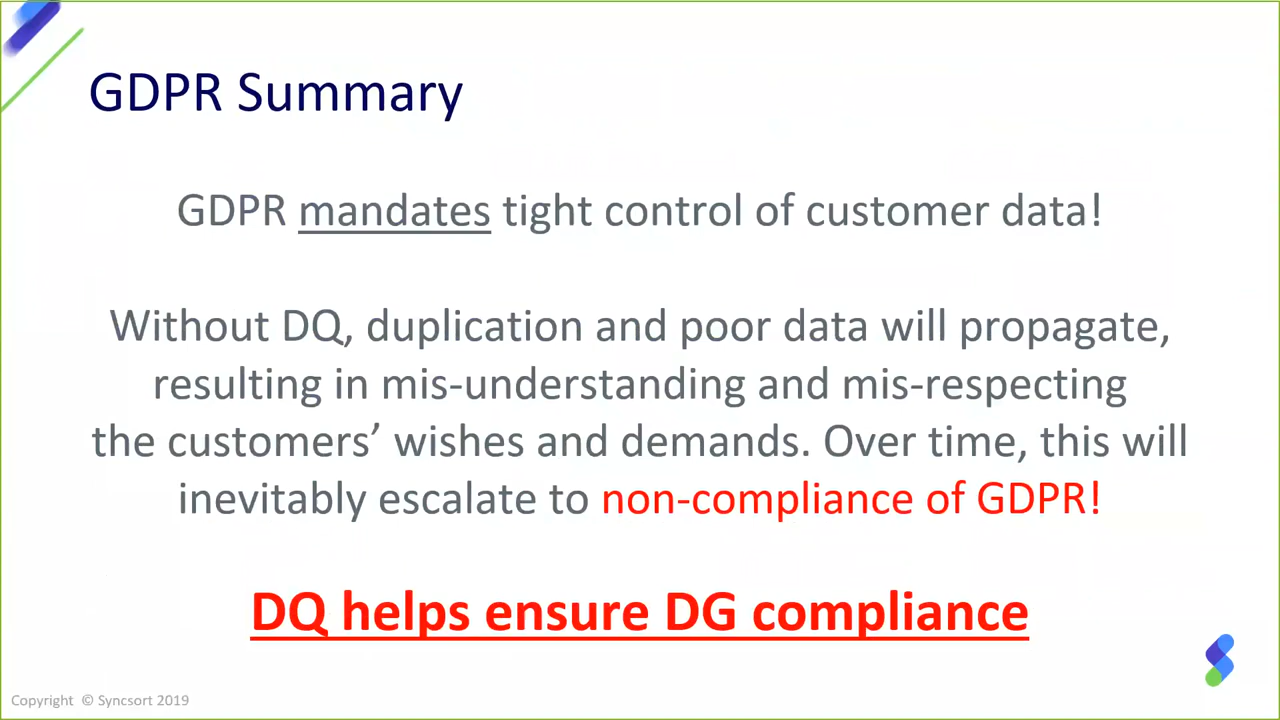 GDPR Summary
GDPR mandates tight control of customer data!
Without DQ, duplication and poor data will propagate,
resulting in mis-understanding and mis-respecting
the customers’ wishes and demands. Over time, this will
inevitably escalate to non-compliance of GDPR!
DQ helps ensure DG compliance
Copyright © Syncsort 2019